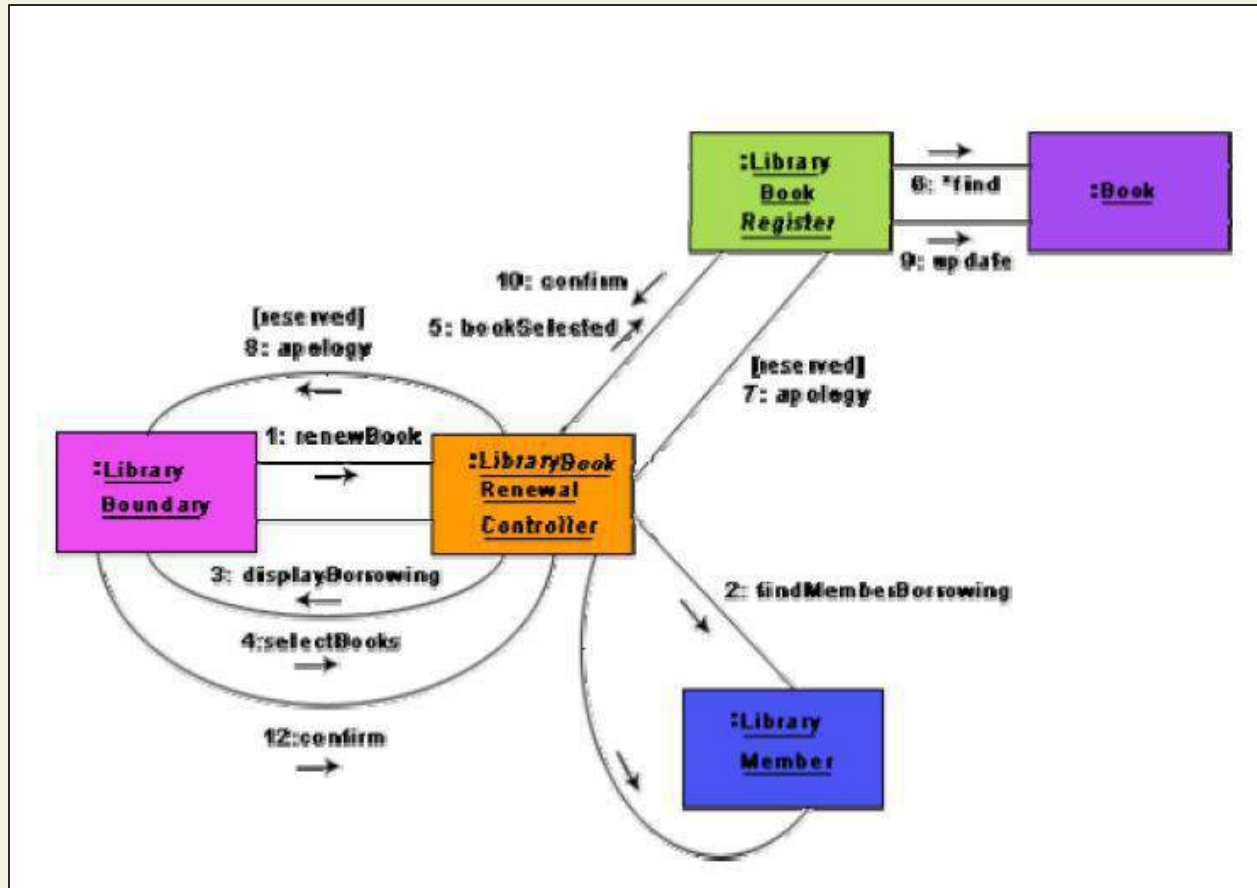 :Library
Book
Register
:Book
6: *find
9: update
10: confirm
5: bookSelected
[reserved]
8: apology
[reserved]
7: apology
1: renewBook
:Library
Boundary
:LibraryBook
Renewal
Controller
3: displayBorrowing
4:selectBooks
12:confirm
2: findMemberBorrowing
:Library
Member